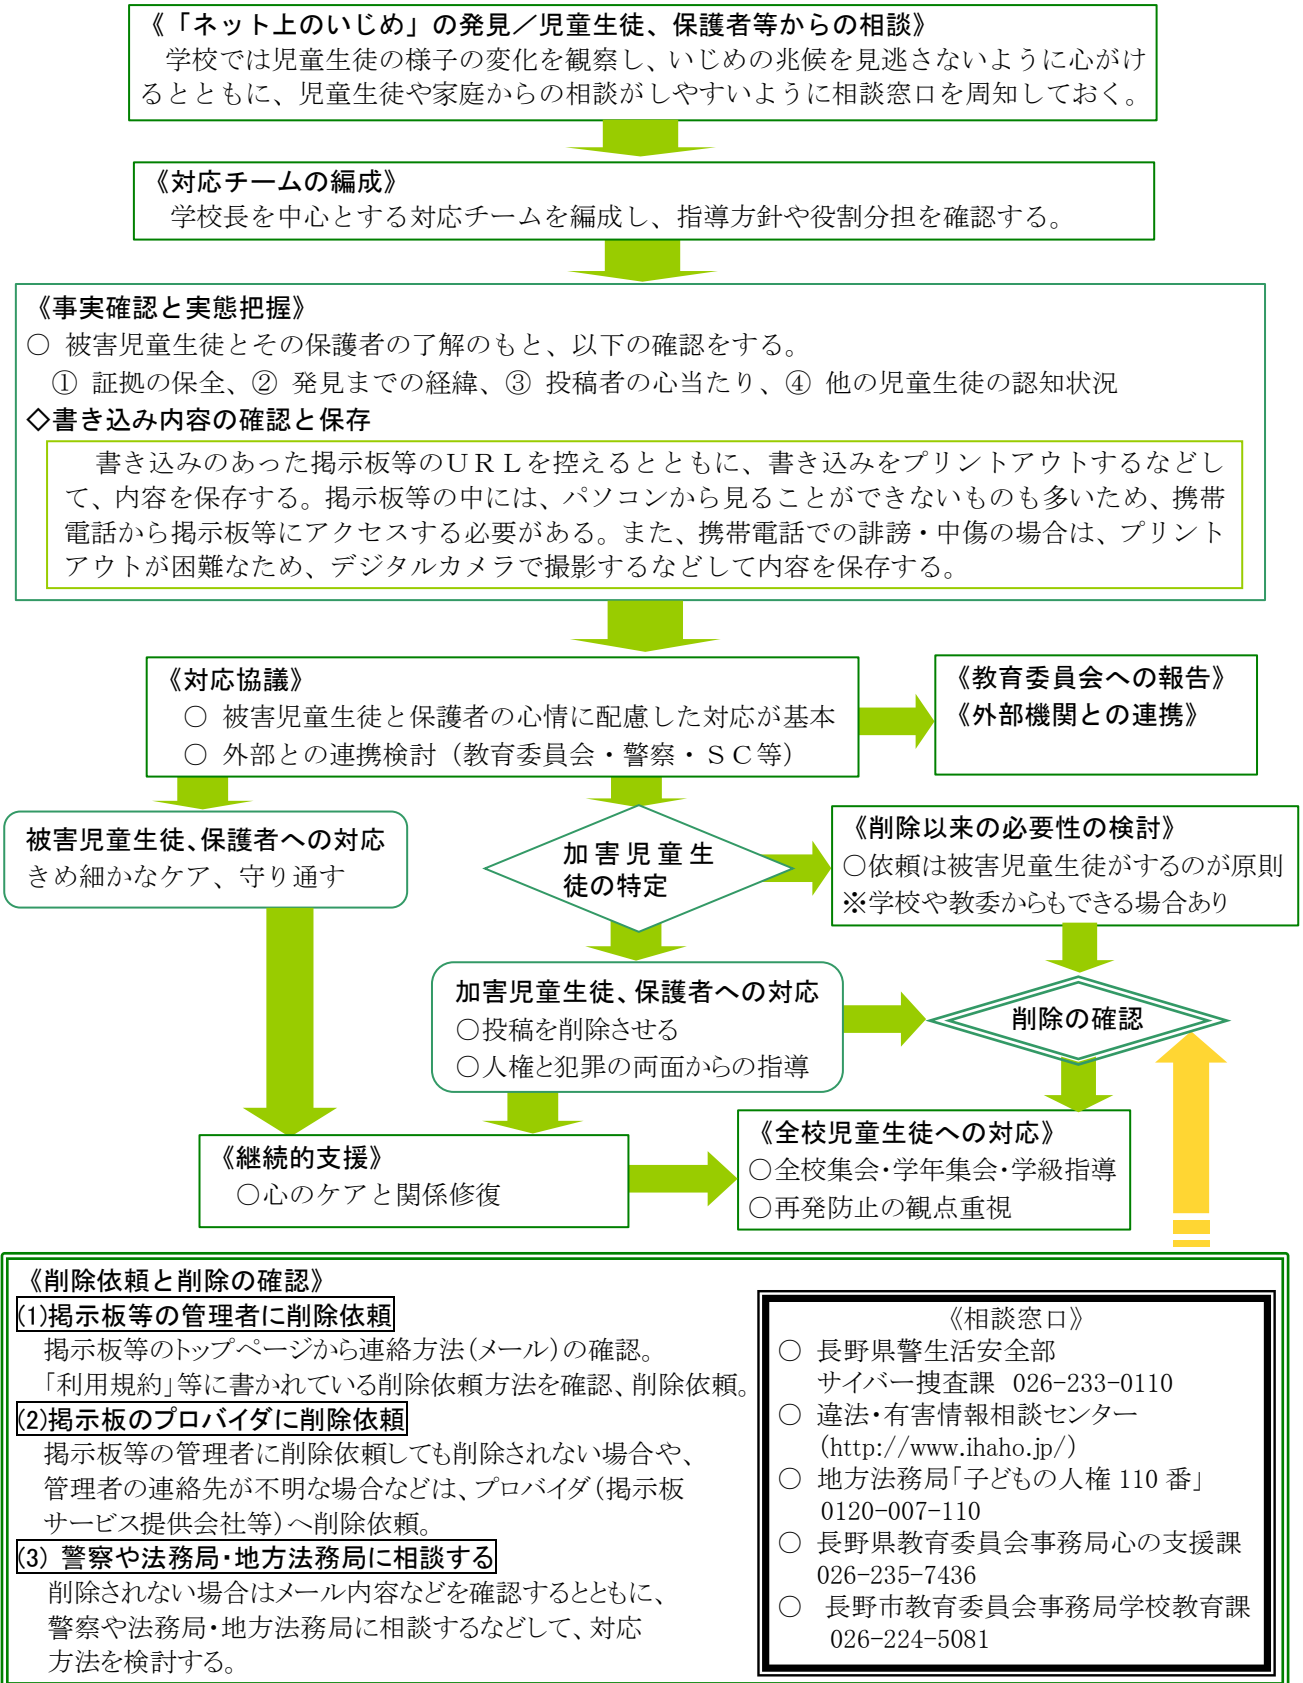 《「ネット上のいじめ」の発見／児童生徒、保護者等からの相談》
学校では児童生徒の様子の変化を観察し、いじめの兆候を見逃さないように心がけ
るとともに、児童生徒や家庭からの相談がしやすいように相談窓口を周知しておく。
《対応チームの編成》
学校長を中心とする対応チームを編成し、指導方針や役割分担を確認する。
《事実確認と実態把握》
○ 被害児童生徒とその保護者の了解のもと、以下の確認をする。
① 証拠の保全、② 発見までの経緯、③ 投稿者の心当たり、④ 他の児童生徒の認知状況
◇書き込み内容の確認と保存
書き込みのあった掲示板等のＵＲＬを控えるとともに、書き込みをプリントアウトするなどし
て、内容を保存する。掲示板等の中には、パソコンから見ることができないものも多いため、携帯
電話から掲示板等にアクセスする必要がある。また、携帯電話での誹謗・中傷の場合は、プリント
アウトが困難なため、デジタルカメラで撮影するなどして内容を保存する。
《対応協議》
○ 被害児童生徒と保護者の心情に配慮した対応が基本
○ 外部との連携検討（教育委員会・警察・ＳＣ等）
《教育委員会への報告》
《外部機関との連携》
被害児童生徒、保護者への対応
きめ細かなケア、守り通す
加害児童生
徒の特定
《削除以来の必要性の検討》
○依頼は被害児童生徒がするのが原則
※学校や教委からもできる場合あり
加害児童生徒、保護者への対応
○投稿を削除させる
○人権と犯罪の両面からの指導
削除の確認
《継続的支援》
○心のケアと関係修復
《全校児童生徒への対応》
○全校集会・学年集会・学級指導
○再発防止の観点重視
《削除依頼と削除の確認》
(1)掲示板等の管理者に削除依頼
掲示板等のトップページから連絡方法（メール）の確認。
「利用規約」等に書かれている削除依頼方法を確認、削除依頼。
(2)掲示板のプロバイダに削除依頼
掲示板等の管理者に削除依頼しても削除されない場合や、
管理者の連絡先が不明な場合などは、プロバイダ（掲示板
サービス提供会社等）へ削除依頼。
(3) 警察や法務局・地方法務局に相談する
削除されない場合はメール内容などを確認するとともに、
警察や法務局・地方法務局に相談するなどして、対応
方法を検討する。
《相談窓口》
○ 長野県警生活安全部
サイバー捜査課 026-233-0110
○ 違法・有害情報相談センター
（http://www.ihaho.jp/）
○ 地方法務局「子どもの人権 110 番」
0120-007-110
○ 長野県教育委員会事務局心の支援課
026-235-7436
○ 長野市教育委員会事務局学校教育課
026-224-5081